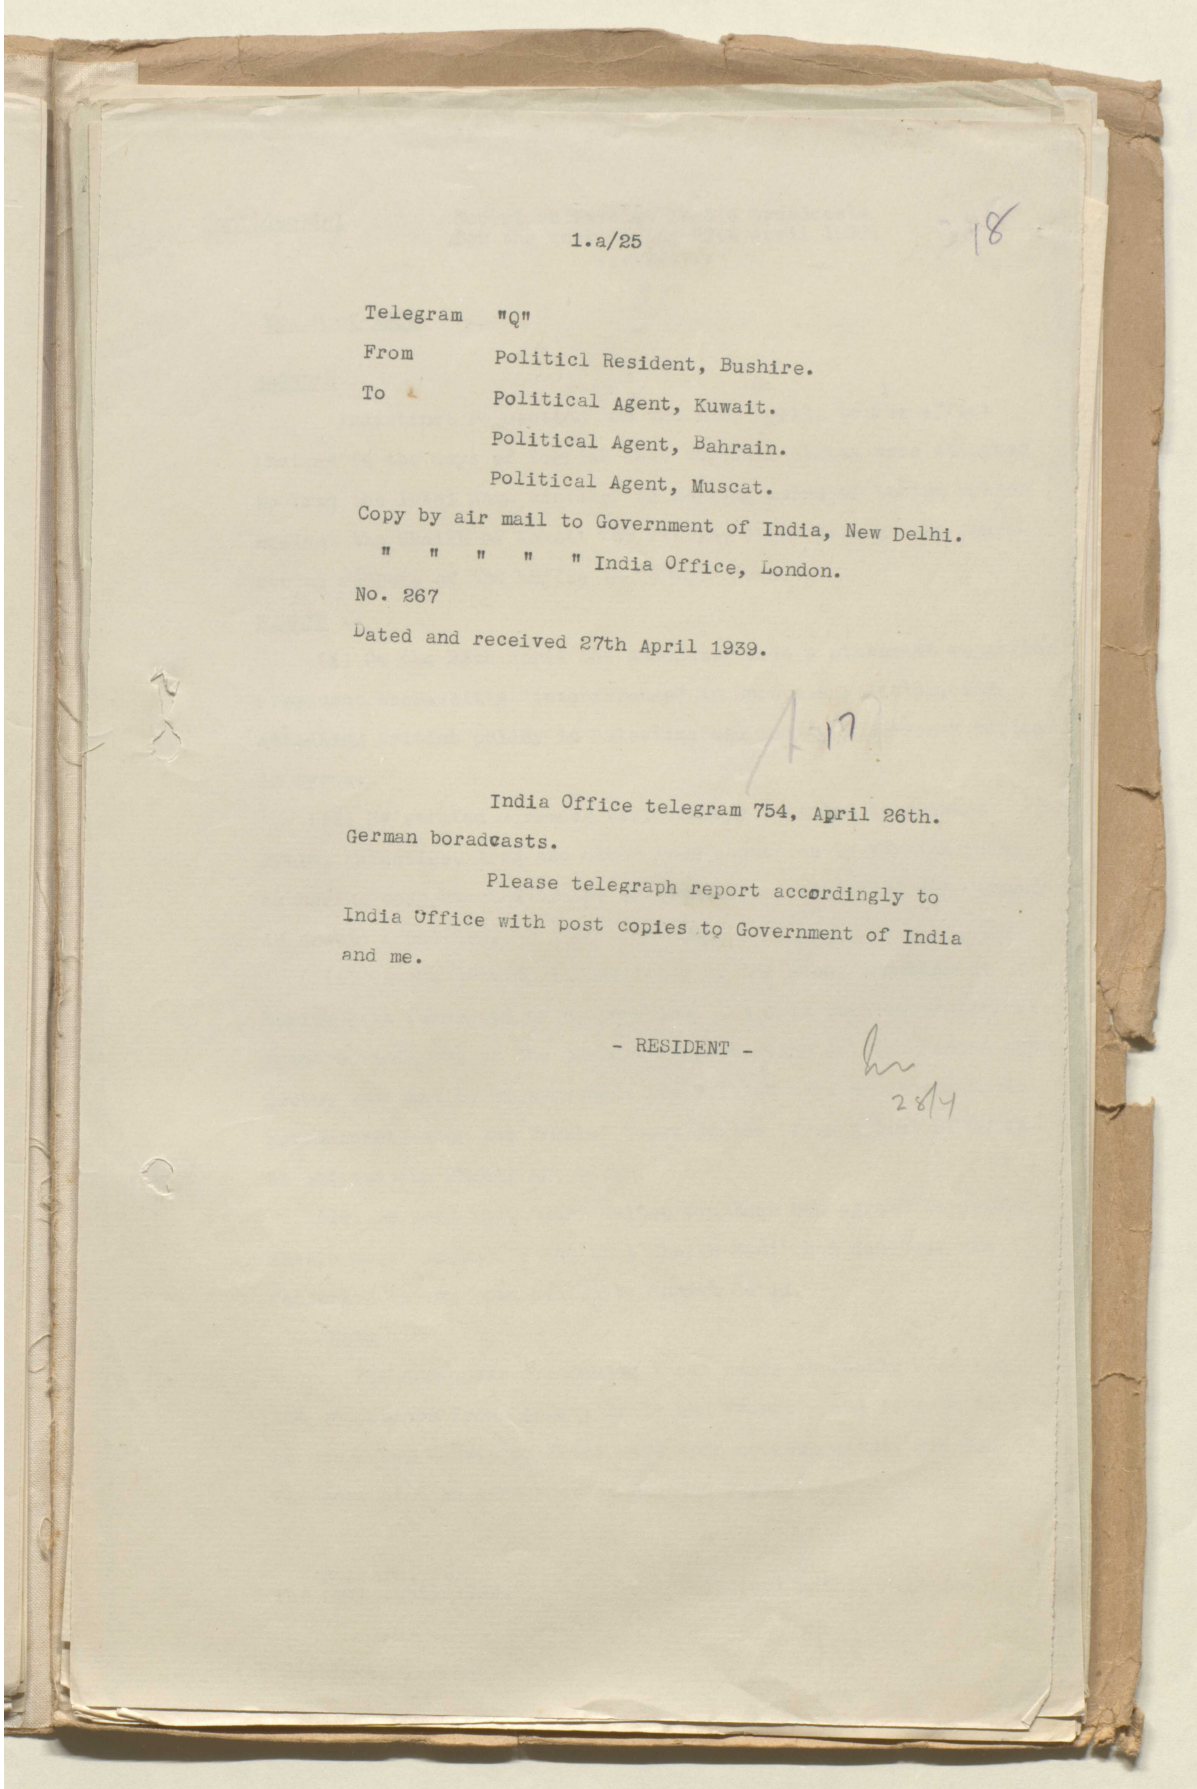 18
1.a/25
Telegram "Q"
From Politicl Resident, Bushire.
To Political Agent, Kuwait.
Political Agent, Bahrain.
Political Agent, Muscat.
Copy by air mail to Government of India, New Delhi.
" " " " " India Office, London.
No. 267
Dated and received 27th April 1939.
17
India Office telegram 754, April 26th.
German boradcasts.
Please telegraph report accordingly to
India Office with post copies to Government of India
and me.
- RESIDENT -
28/4